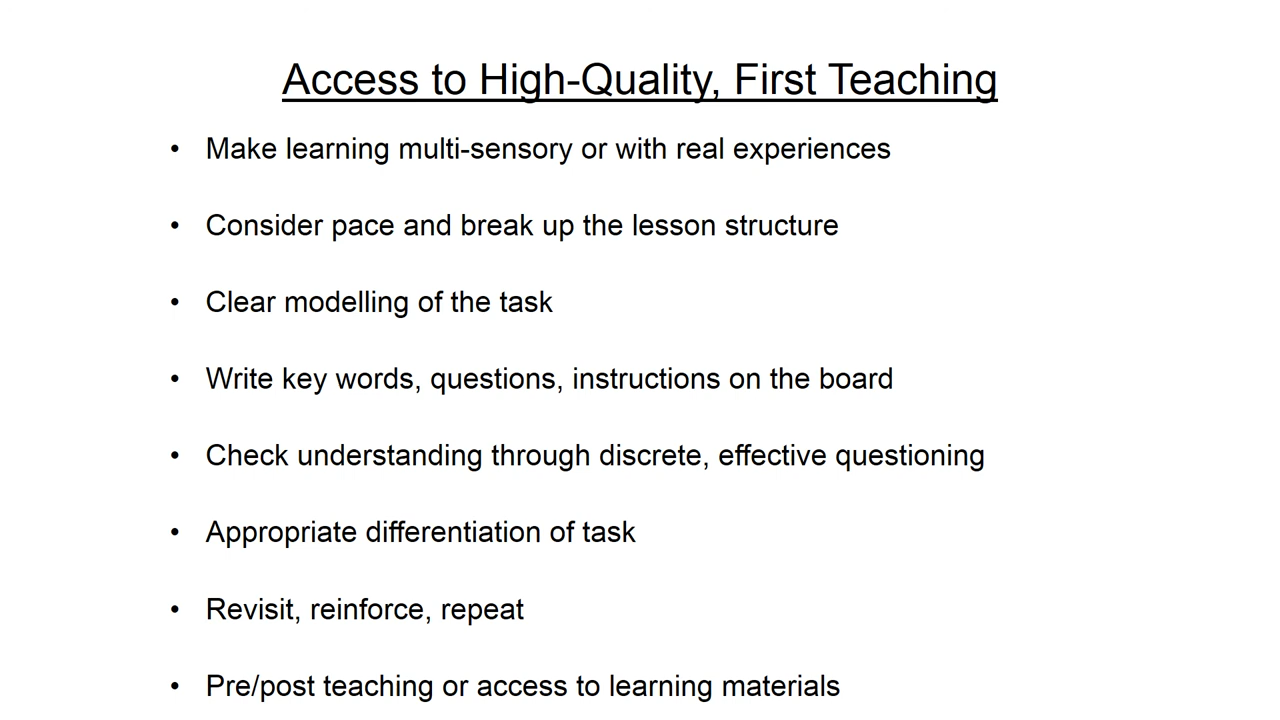 Access to High-Quality, First Teaching
• Make learning multi-sensory or with real experiences
• Consider pace and break up the lesson structure
• Clear modelling of the task
• Write key words, questions, instructions on the board
• Check understanding through discrete, effective questioning
• Appropriate differentiation of task
• Revisit, reinforce, repeat
• Pre/post teaching or access to learning materials